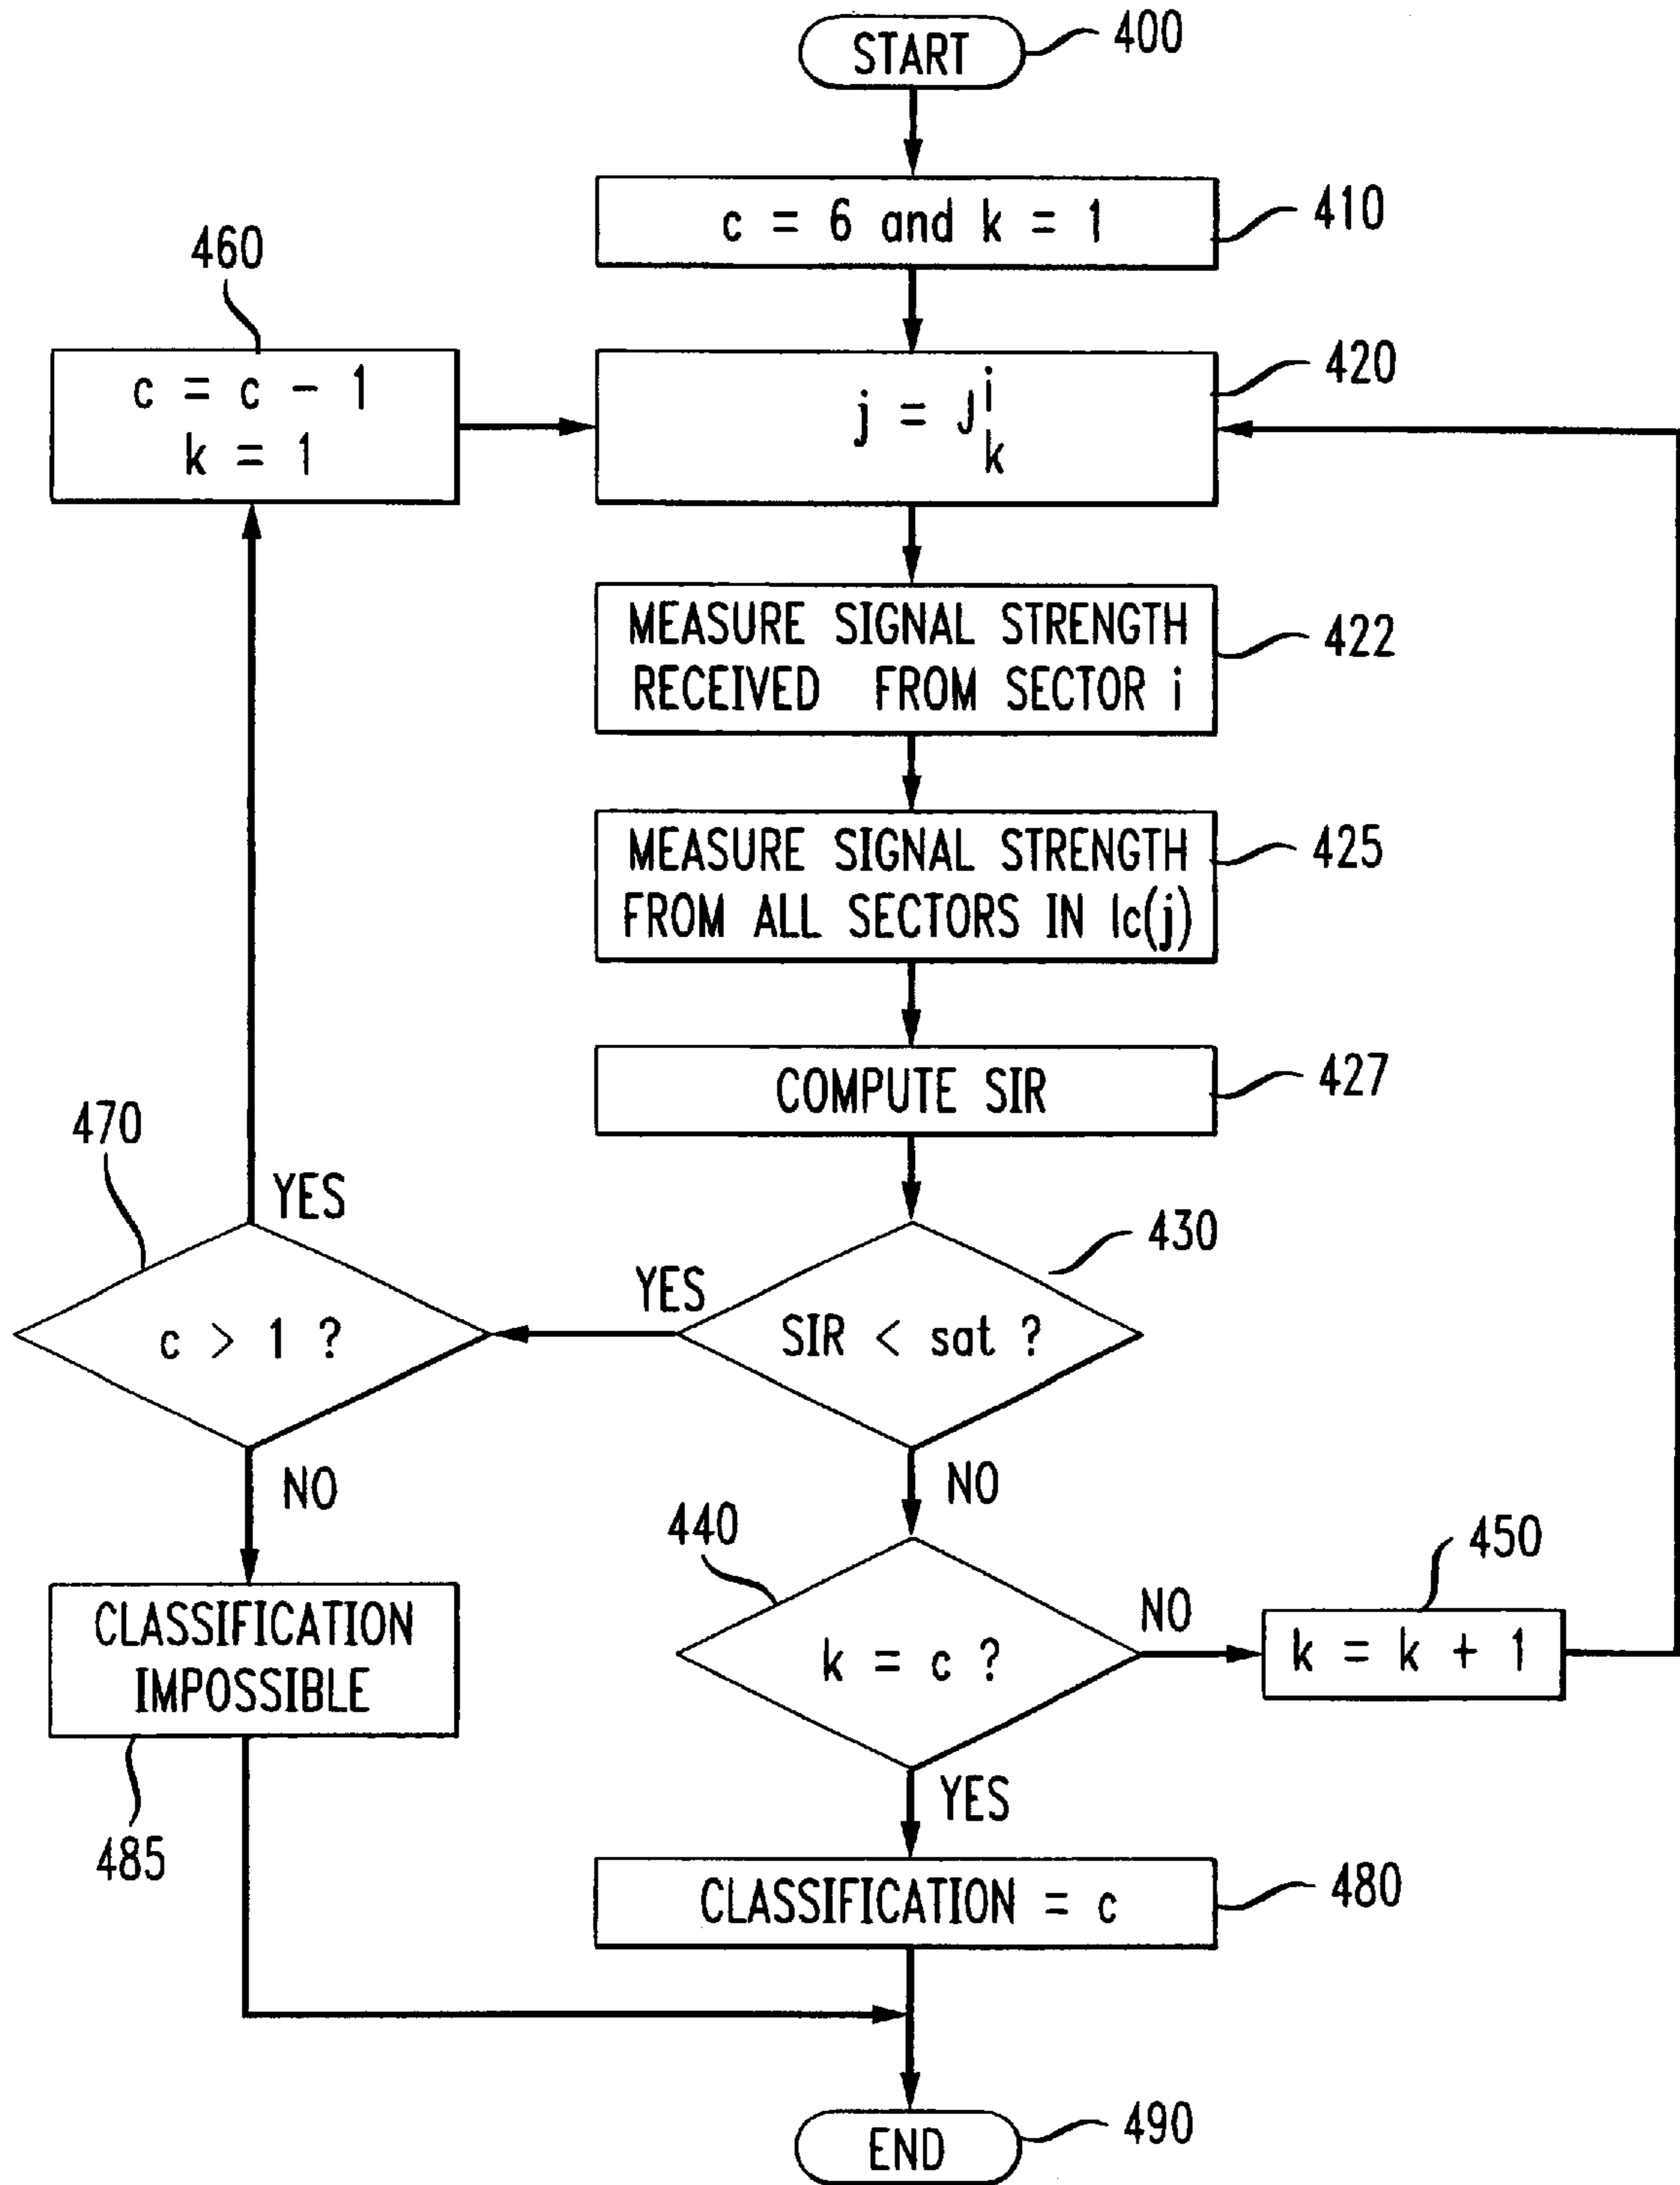 START
400
c = 6 and k = 1
410
460
c = c - 1
k = 1
j = J
i
k
420
MEASURE SIGNAL STRENGTH
RECEIVED FROM SECTOR i
422
MEASURE SIGNAL STRENGTH
FROM ALL SECTORS IN Ic(j)
425
COMPUTE SIR
427
470
YES
c > 1 ?
YES
SIR < sat ?
430
NO
NO
440
k = c ?
NO
450
k = k + 1
CLASSIFICATION
IMPOSSIBLE
485
YES
CLASSIFICATION = c
480
END
490